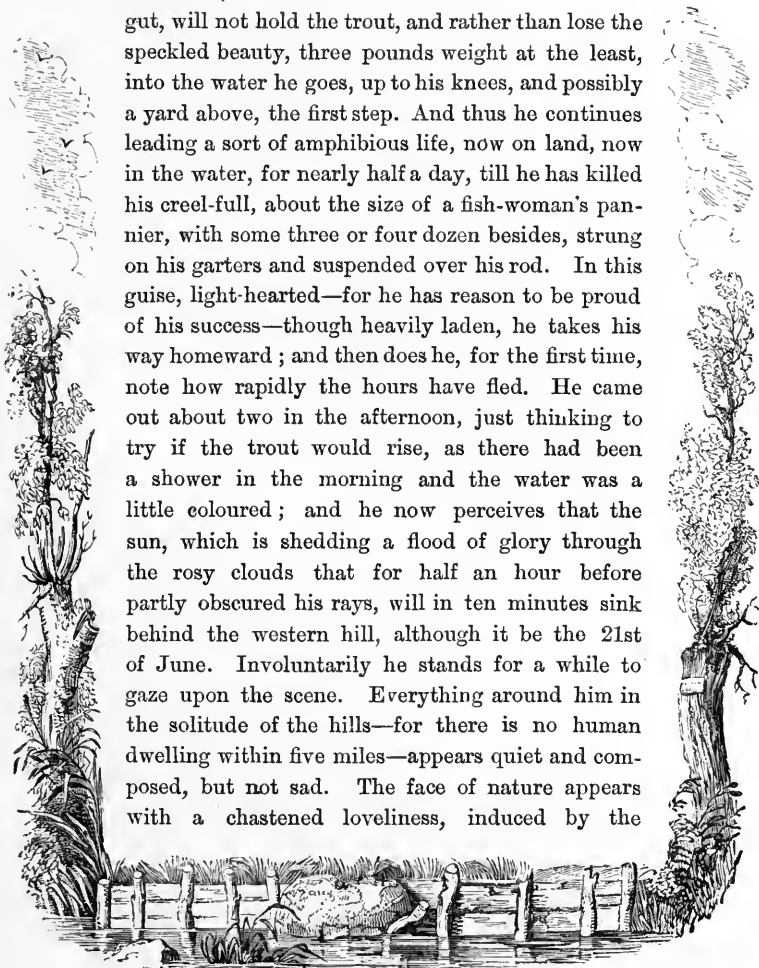 gut, will not hold the trout, and rather than lose the
speckled beauty, three pounds weight at the least,
into the water he goes, up to his knees, and possibly
a yard above, the first step. And thus he continues
leading a sort of amphibious life, now on land, now
in the water, for nearly half a day, till he has killed
his creel-full, about the size of a fish-woman's pan-
nier, with some three or four dozen besides, strung
on his garters and suspended over his rod. In this
guise, light-hearted—for he has reason to be proud
of his success—though heavily laden, he takes his
way homeward ; and then does he, for the first time,
note how rapidly the hours have fled. He came
out about two in the afternoon, just thinking to
try if the trout would rise, as there had been
a shower in the morning and the water was a
little coloured ; and he now perceives that the
sun, which is shedding a flood of glory through
the rosy clouds that for half an hour before
partly obscured his rays, will in ten minutes sink
behind the western hill, although it be the 21st
of June. Involuntarily he stands for a while to
gaze upon the scene. Everything around him in
the solitude of the hills—for there is no human
dwelling within five miles—appears quiet and com-
posed, but not sad. The face of nature appears
with a chastened loveliness, induced by the